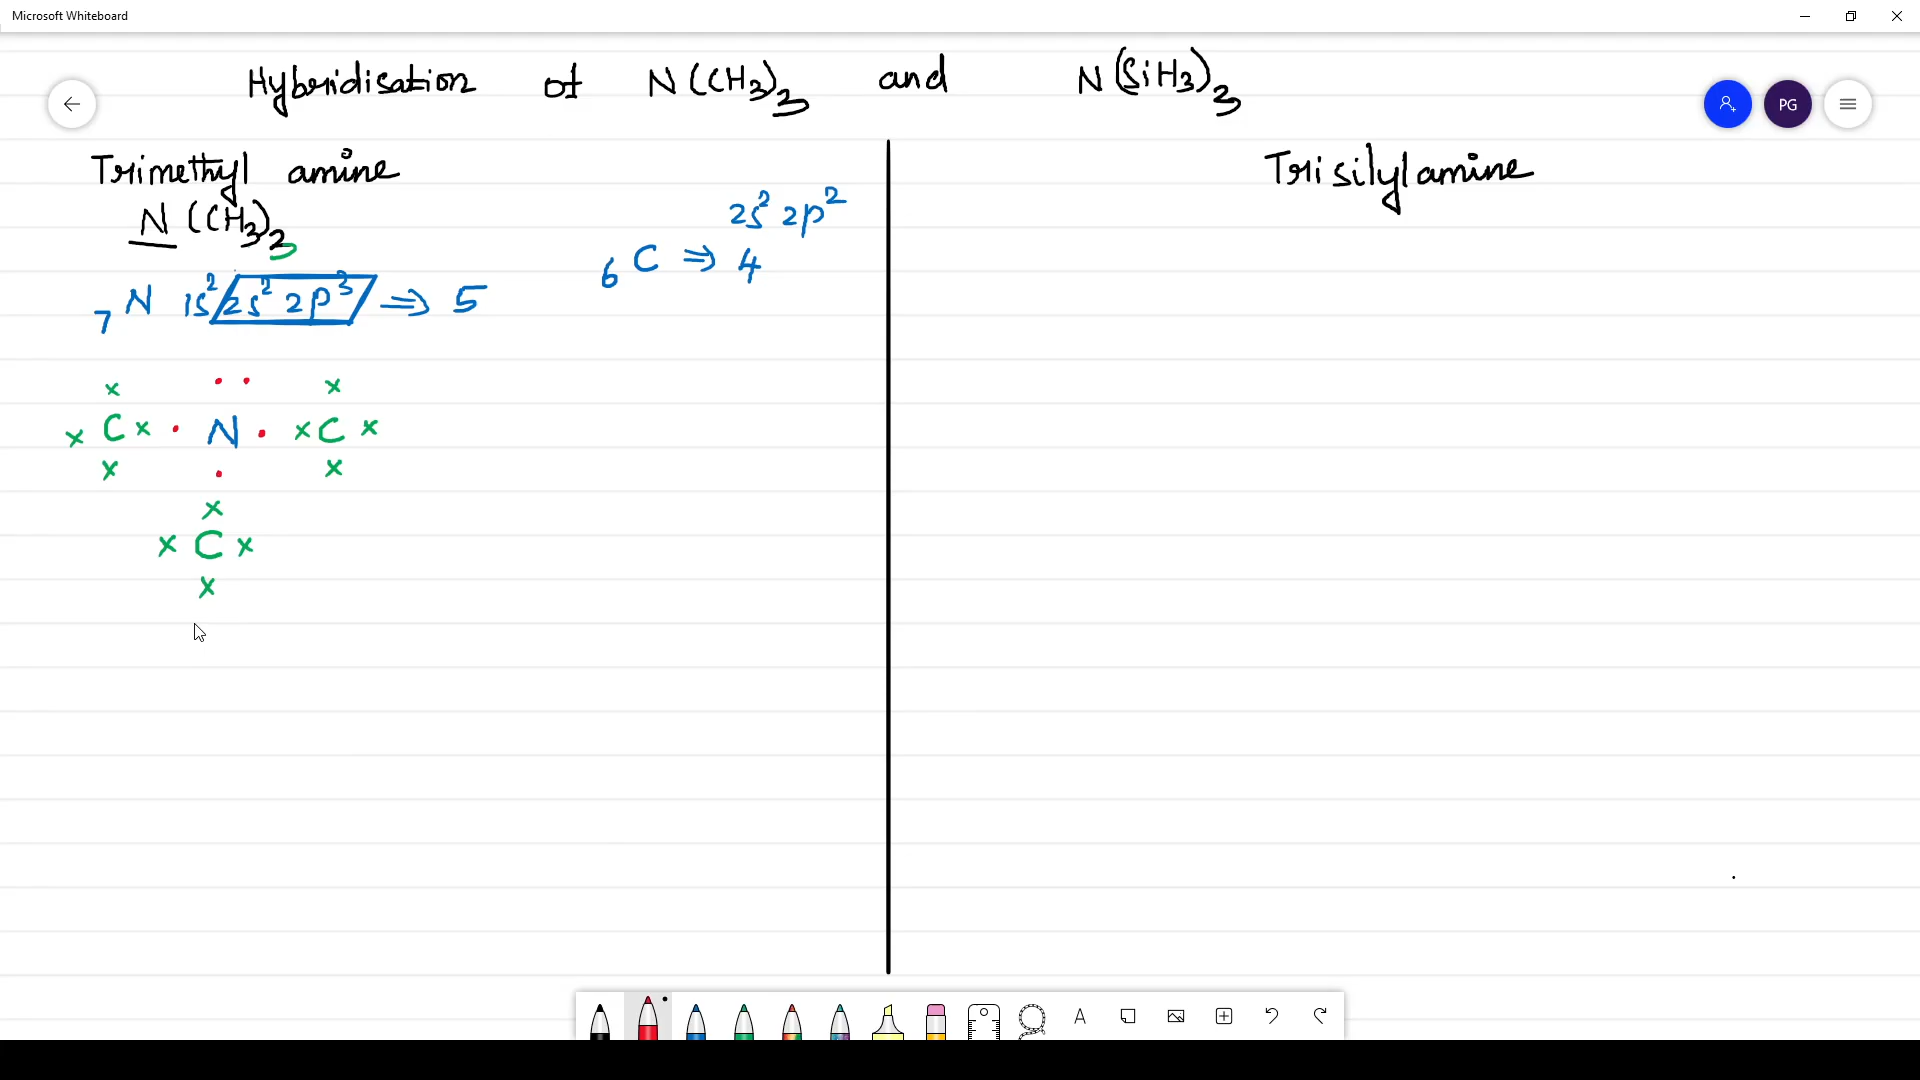 Microsoft Whiteboard
Hybridisation of N(CH₃)₃ and N(SiH₃)₃
PG
Trimethyl amine
N(CH₃)₃
₇N 1s² 2s² 2p³ ⇒ 5
2s² 2p²
₆C ⇒ 4
x •• x
x C x • N • x C x
x • x
x
x C x
x
Trisilylamine
A